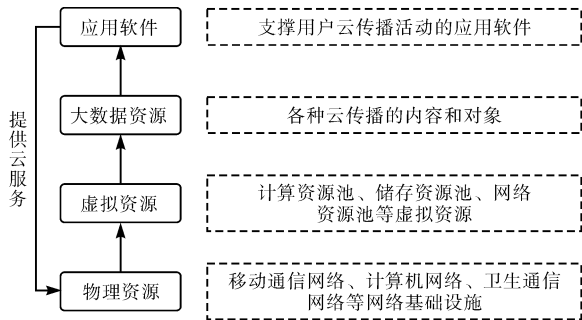 应用软件
支撑用户云传播活动的应用软件
大数据资源
各种云传播的内容和对象
提供云服务
虚拟资源
计算资源池、储存资源池、网络
资源池等虚拟资源
物理资源
移动通信网络、计算机网络、卫生通信
网络等网络基础设施